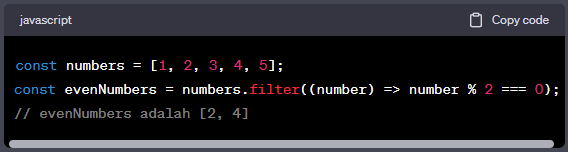 javascript Copy code
const numbers = [1, 2, 3, 4, 5];
const evenNumbers = numbers.filter((number) => number % 2 === 0);
// evenNumbers adalah [2, 4]